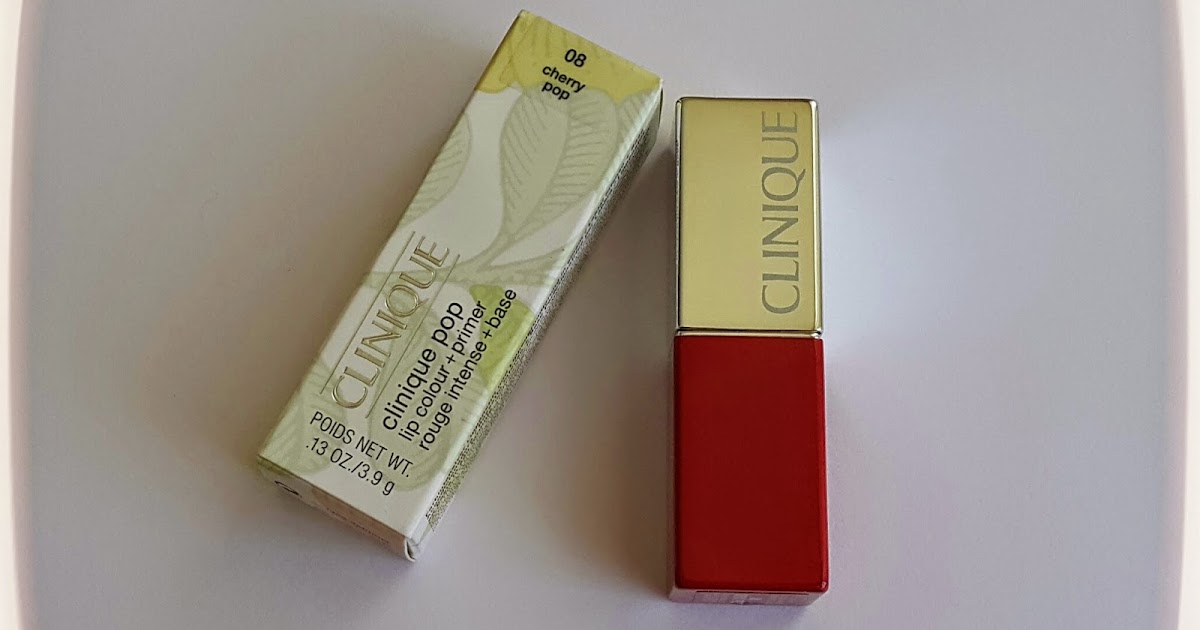 08
cherry
pop
CLINIQUE
clinique pop
lip colour+primer
rouge intense+base
POIDS NET WT.
.13 OZ./3.9 g
CLINIQUE